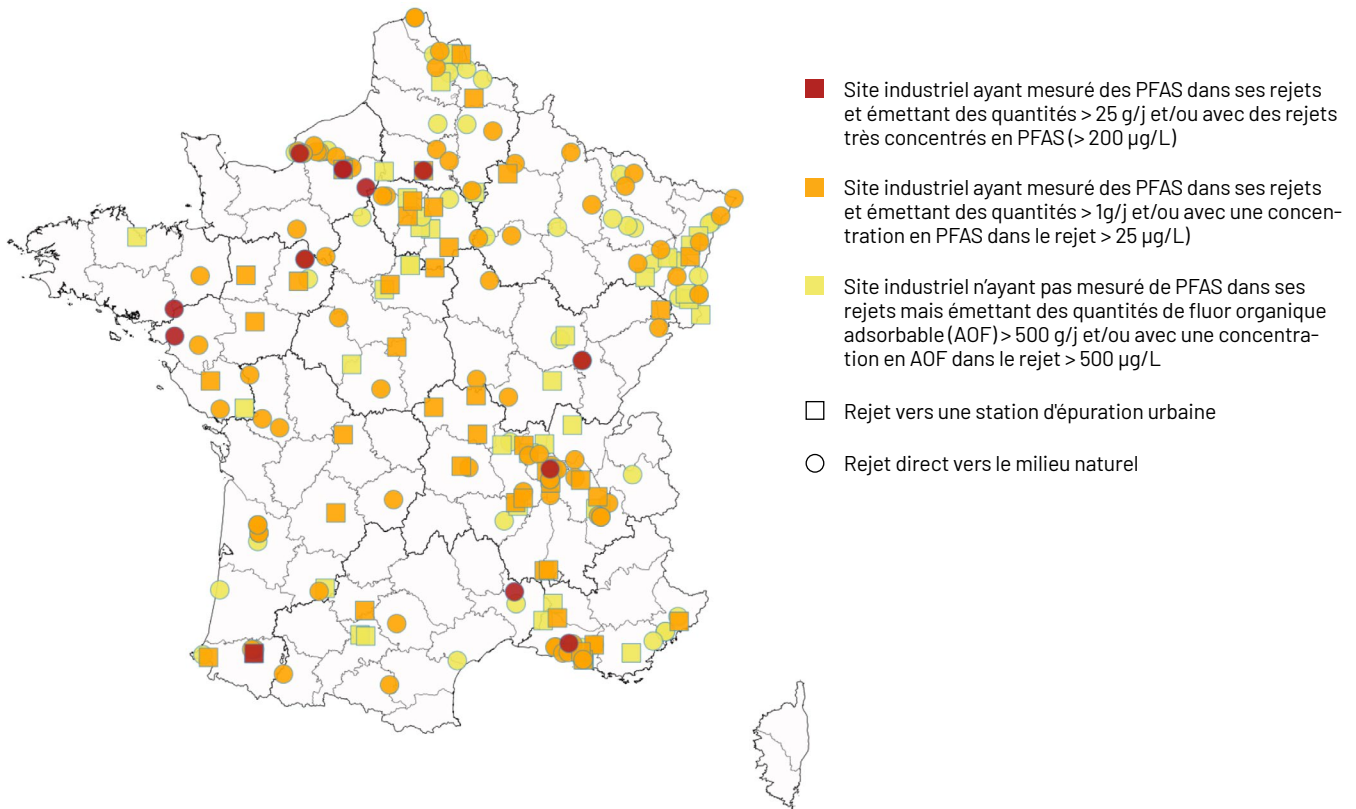 Site industriel ayant mesuré des PFAS dans ses rejets
et émettant des quantités > 25 g/j et/ou avec des rejets
très concentrés en PFAS (> 200 µg/L)
Site industriel ayant mesuré des PFAS dans ses rejets
et émettant des quantités > 1g/j et/ou avec une concen-
tration en PFAS dans le rejet > 25 µg/L)
Site industriel n'ayant pas mesuré de PFAS dans ses
rejets mais émettant des quantités de fluor organique
adsorbable (AOF) > 500 g/j et/ou avec une concentra-
tion en AOF dans le rejet > 500 µg/L
Rejet vers une station d'épuration urbaine
Rejet direct vers le milieu naturel